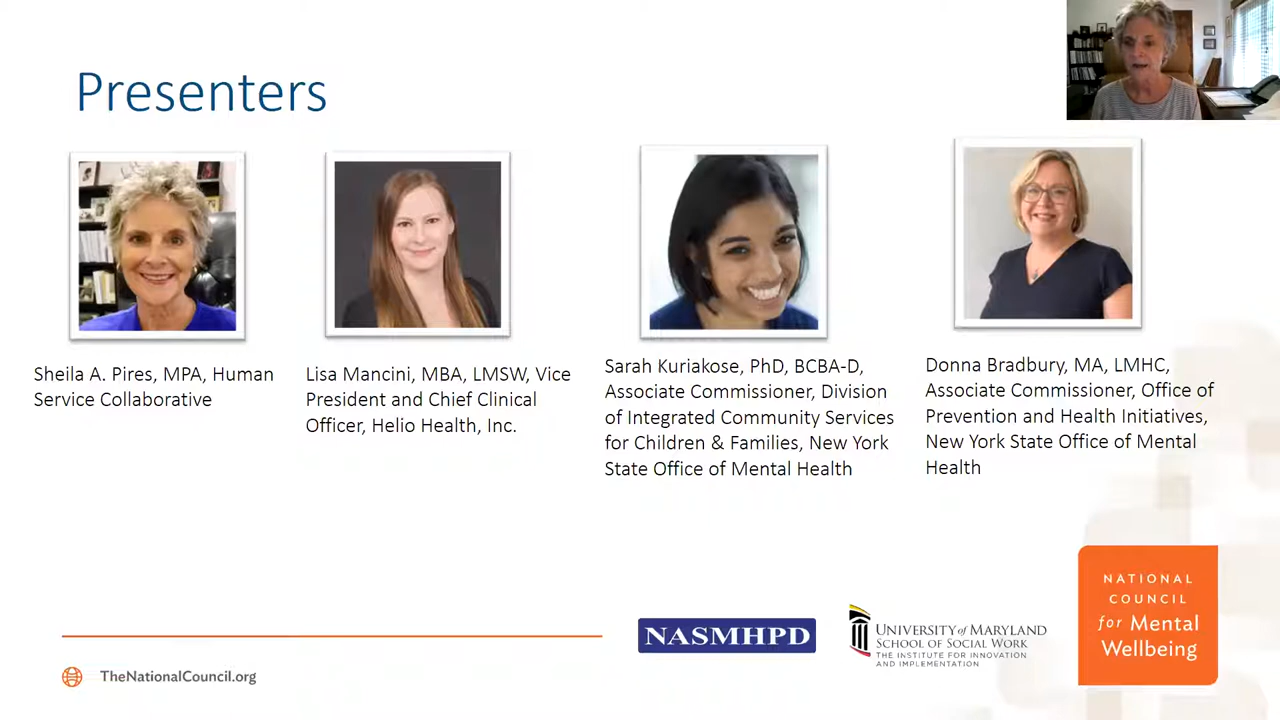 Presenters
Sheila A. Pires, MPA, Human
Service Collaborative
Lisa Mancini, MBA, LMSW, Vice
President and Chief Clinical
Officer, Helio Health, Inc.
Sarah Kuriakose, PhD, BCBA-D,
Associate Commissioner, Division
of Integrated Community Services
for Children & Families, New York
State Office of Mental Health
Donna Bradbury, MA, LMHC,
Associate Commissioner, Office of
Prevention and Health Initiatives,
New York State Office of Mental
Health
TheNationalCouncil.org
NASMHPD
UNIVERSITY of MARYLAND
SCHOOL OF SOCIAL WORK
THE INSTITUTE FOR INNOVATION
AND IMPLEMENTATION
NATIONAL
COUNCIL
for Mental
Wellbeing